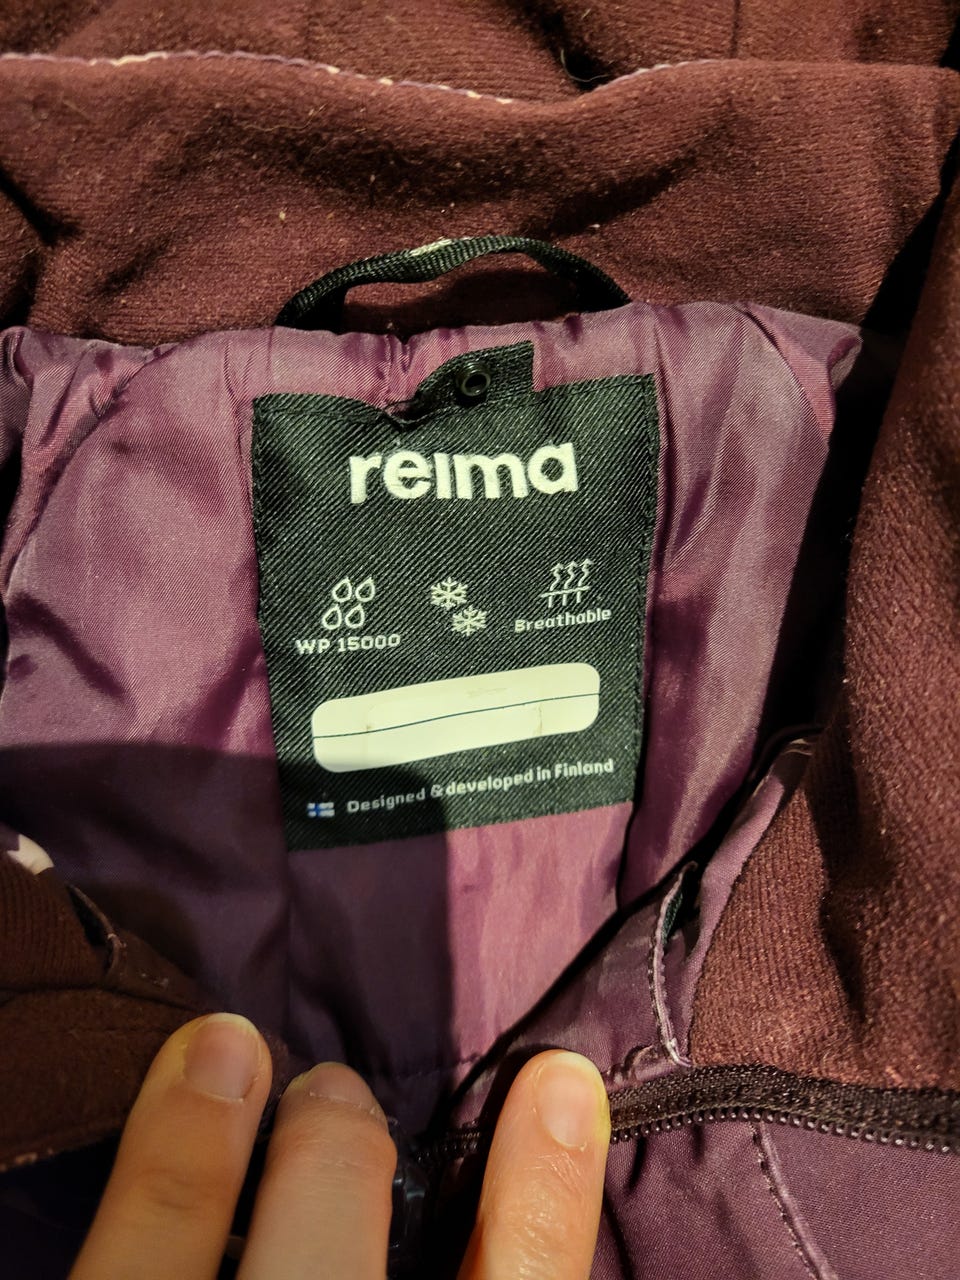 reima
WP 15000
Breathable
Designed & developed in Finland